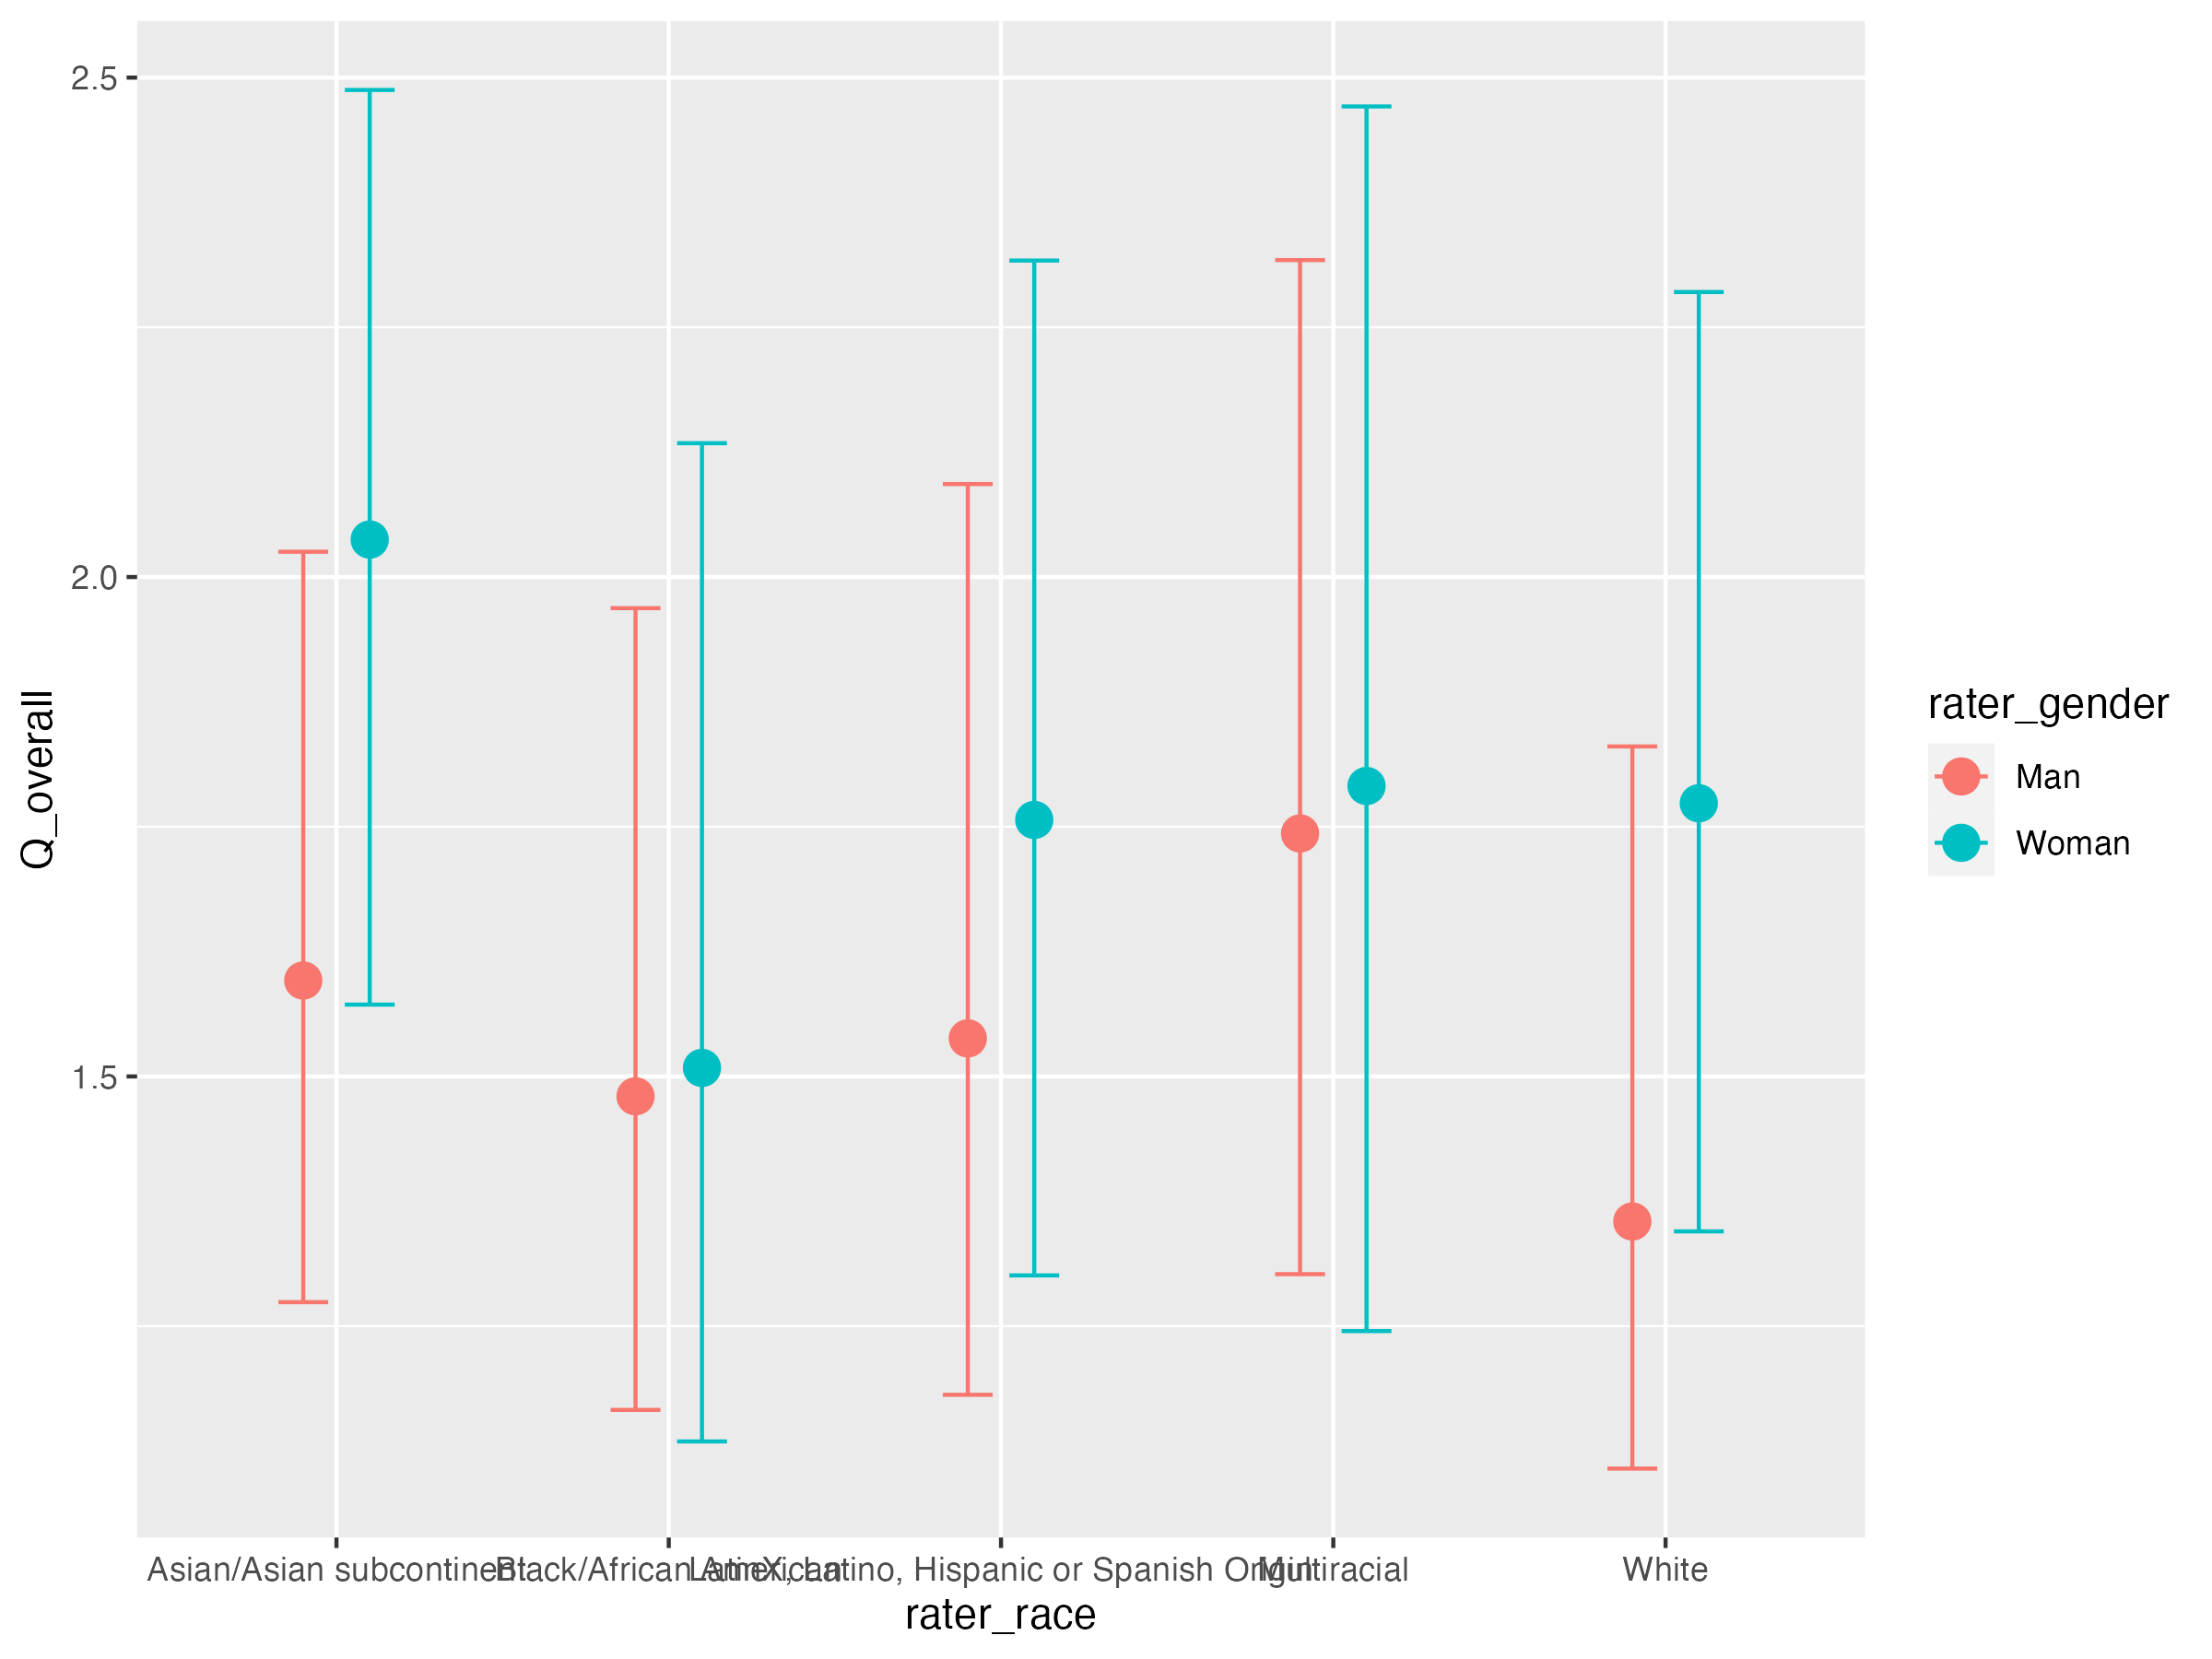 2.5
2.0
1.5
Q_overall
Asian/Asian subcontinent
Black/African American
LatinX, Latino, Hispanic or Spanish Origin
Multiracial
White
rater_race
rater_gender
Man
Woman